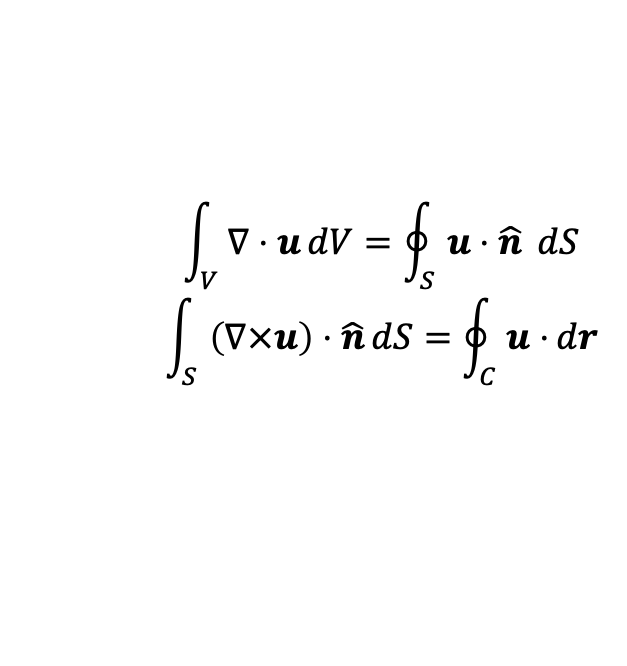 ∫_V ∇ · 𝒖 dV = ∮_S 𝒖 · 𝒏̂ dS
∫_S (∇×𝒖) · 𝒏̂ dS = ∮_C 𝒖 · d𝒓